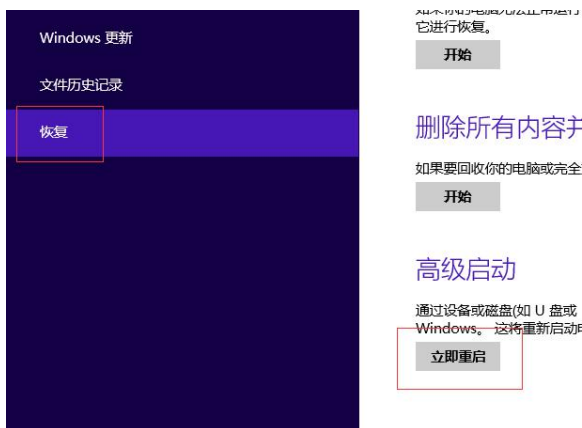 Windows 更新
文件历史记录
恢复
它进行恢复。
开始
删除所有内容并
如果要回收你的电脑或完全
开始
高级启动
通过设备或磁盘(如 U 盘或
Windows。 这将重新启动电
立即重启